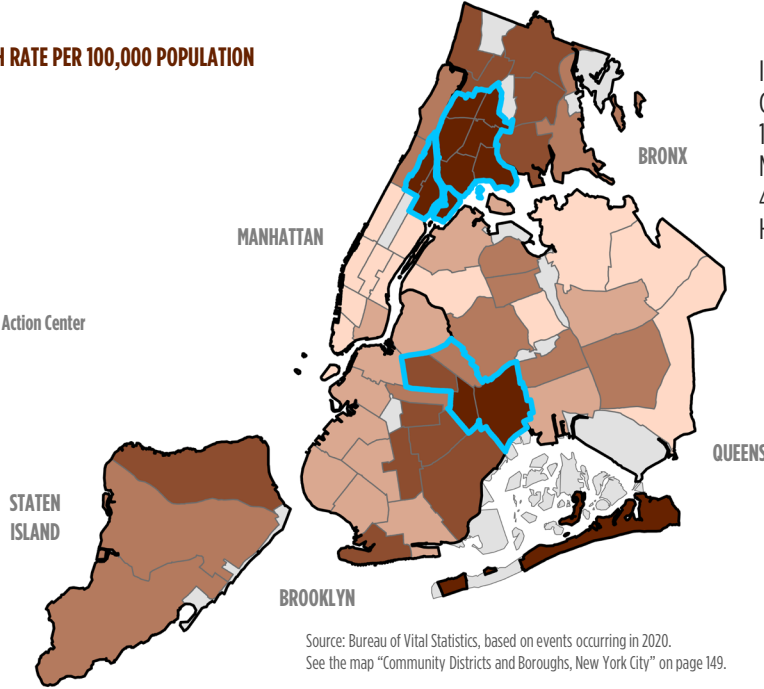 RATE PER 100,000 POPULATION
BRONX
MANHATTAN
Action Center
QUEENS
STATEN
ISLAND
BROOKLYN
Source: Bureau of Vital Statistics, based on events occurring in 2020.
See the map “Community Districts and Boroughs, New York City” on page 149.